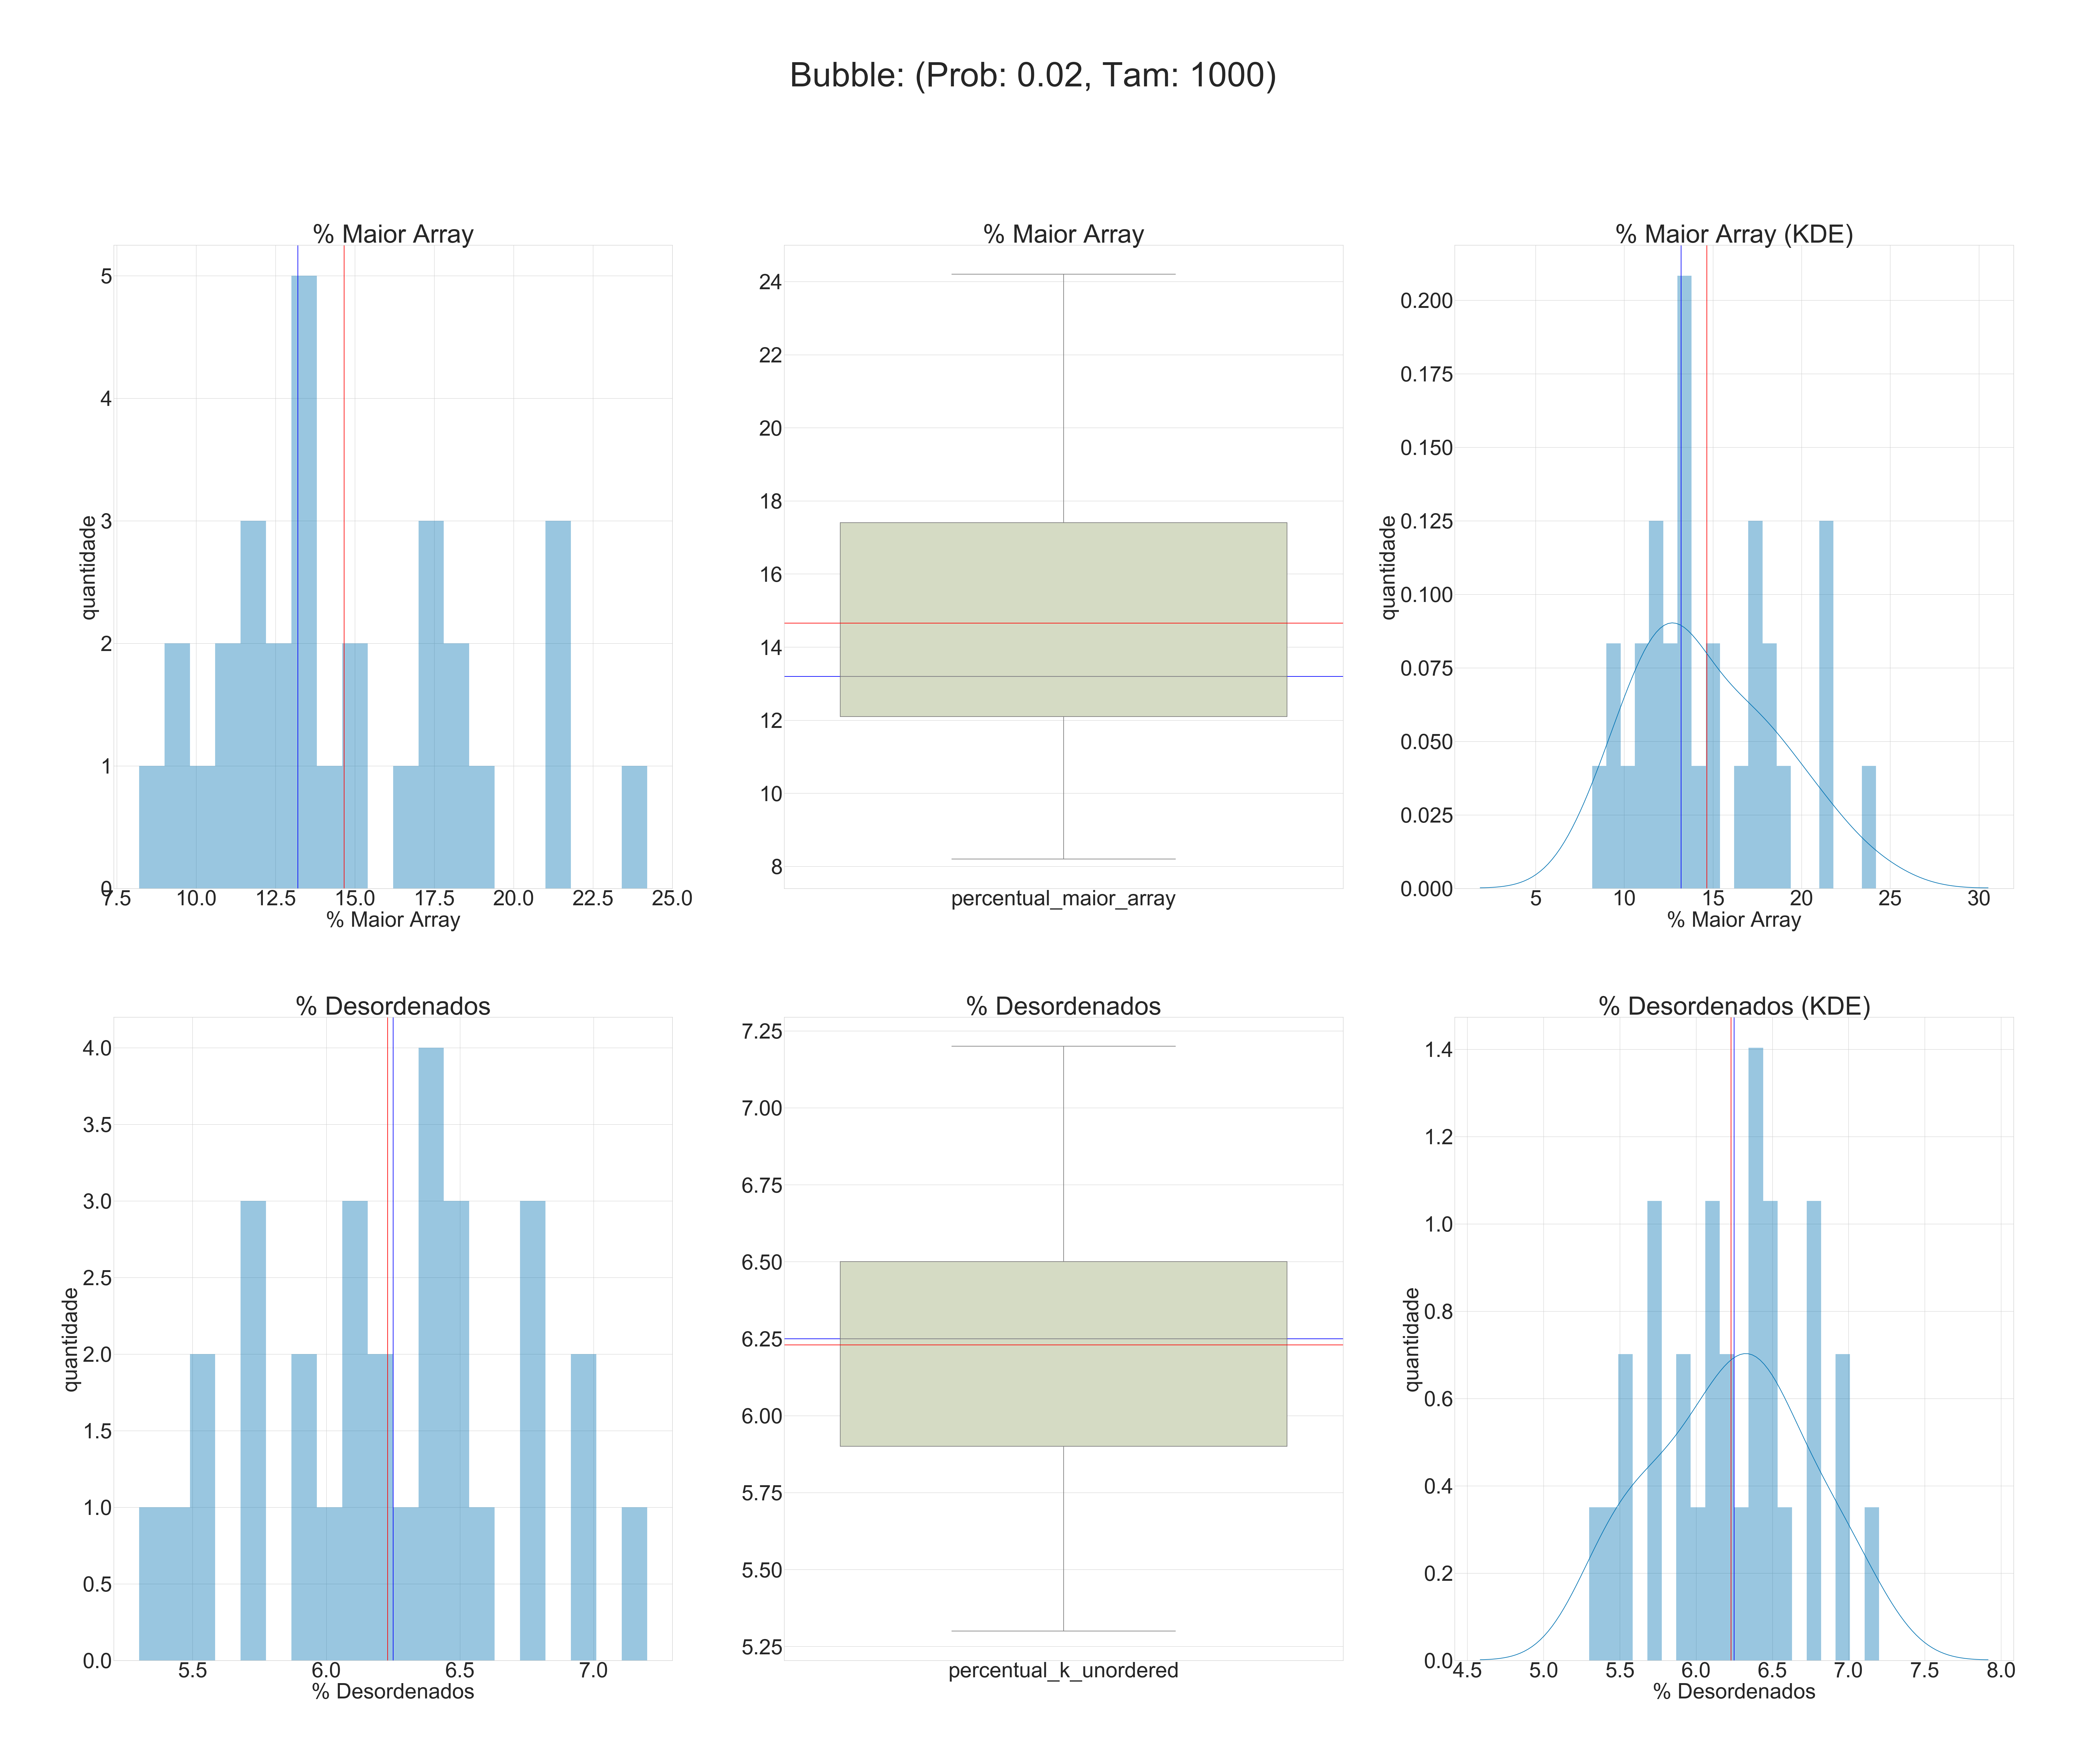 Bubble: (Prob: 0.02, Tam: 1000)
% Maior Array
5
4
3
2
1
0
quantidade
7.5 10.0 12.5 15.0 17.5 20.0 22.5 25.0
% Maior Array
% Maior Array
24
22
20
18
16
14
12
10
8
percentual_maior_array
% Maior Array (KDE)
0.200
0.175
0.150
0.125
0.100
0.075
0.050
0.025
0.000
quantidade
5 10 15 20 25 30
% Maior Array
% Desordenados
4.0
3.5
3.0
2.5
2.0
1.5
1.0
0.5
0.0
quantidade
5.5 6.0 6.5 7.0
% Desordenados
% Desordenados
7.25
7.00
6.75
6.50
6.25
6.00
5.75
5.50
5.25
percentual_k_unordered
% Desordenados (KDE)
1.4
1.2
1.0
0.8
0.6
0.4
0.2
0.0
quantidade
4.5 5.0 5.5 6.0 6.5 7.0 7.5 8.0
% Desordenados